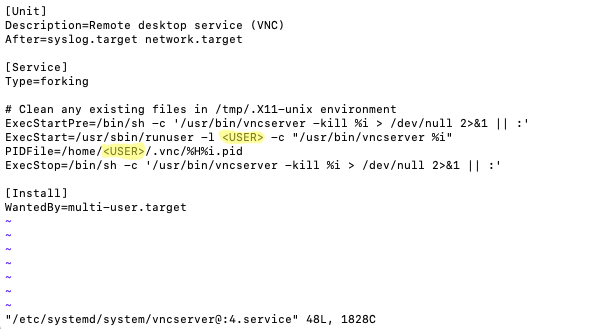 [Unit]
Description=Remote desktop service (VNC)
After=syslog.target network.target
[Service]
Type=forking
# Clean any existing files in /tmp/.X11-unix environment
ExecStartPre=/bin/sh -c '/usr/bin/vncserver -kill %i > /dev/null 2>&1 || :'
ExecStart=/usr/sbin/runuser -l <USER> -c "/usr/bin/vncserver %i"
PIDFile=/home/<USER>/.vnc/%H%i.pid
ExecStop=/bin/sh -c '/usr/bin/vncserver -kill %i > /dev/null 2>&1 || :'
[Install]
WantedBy=multi-user.target
~
~
~
~
~
~
~
"/etc/systemd/system/vncserver@:4.service" 48L, 1828C